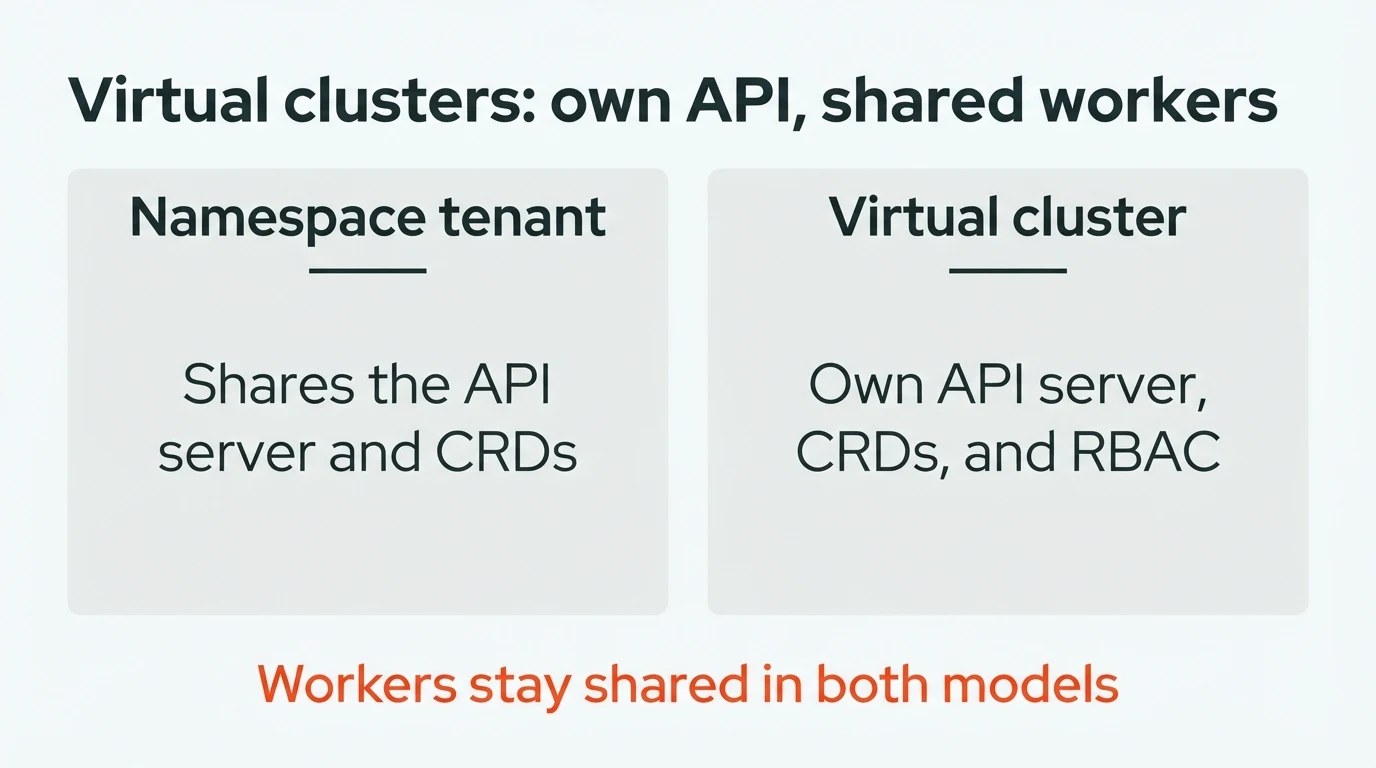 Virtual clusters: own API, shared workers
Namespace tenant
Shares the API
server and CRDs
Virtual cluster
Own API server,
CRDs, and RBAC
Workers stay shared in both models